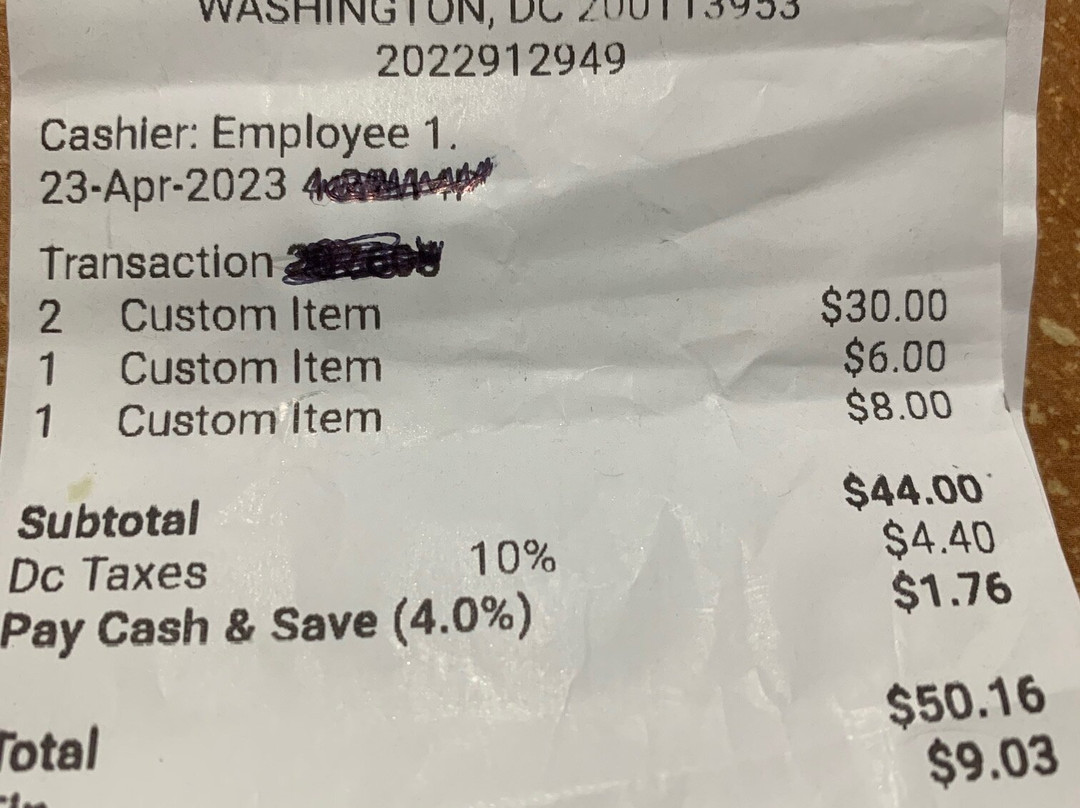 WASHINGTON, DC 200113953
2022912949
Cashier: Employee 1.
23-Apr-2023
Transaction
2 Custom Item $30.00
1 Custom Item $6.00
1 Custom Item $8.00
Subtotal $44.00
Dc Taxes 10% $4.40
Pay Cash & Save (4.0%) $1.76
Total $50.16
$9.03